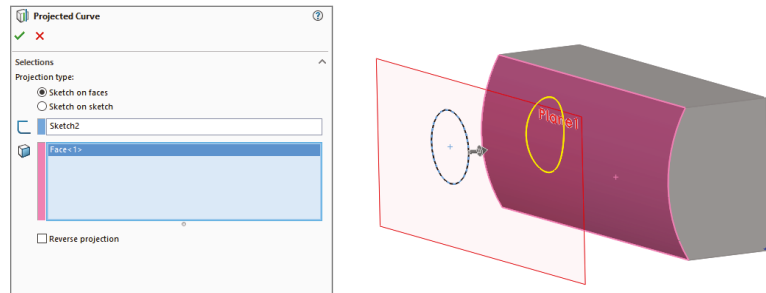 Projected Curve
Selections
Projection type:
Sketch on faces
Sketch on sketch
Sketch2
Face<1>
Reverse projection
Plane1